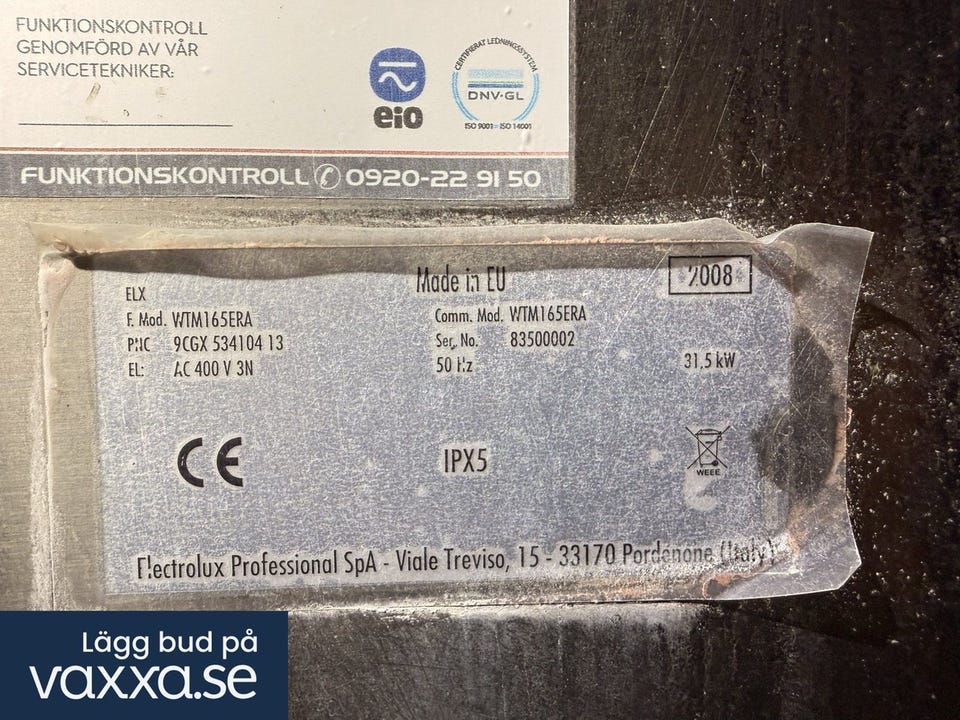 FUNKTIONSKONTROLL
GENOMFÖRD AV VÅR
SERVICETEKNIKER:
eio
CERTIFIERAT LEDNINGSSYSTEM
DNV·GL
ISO 9001 = ISO 14001
FUNKTIONSKONTROLL 0920-22 91 50
Made in EU
2008
ELX
F. Mod. WTM165ERA
Comm. Mod. WTM165ERA
PNC 9CGX 534104 13
Ser. No. 83500002
EL: AC 400 V 3N
50 Hz
31,5 kW
CE
IPX5
WEEE
Electrolux Professional SpA - Viale Treviso, 15 - 33170 Pordenone (Italy)
Lägg bud på
vaxxa.se